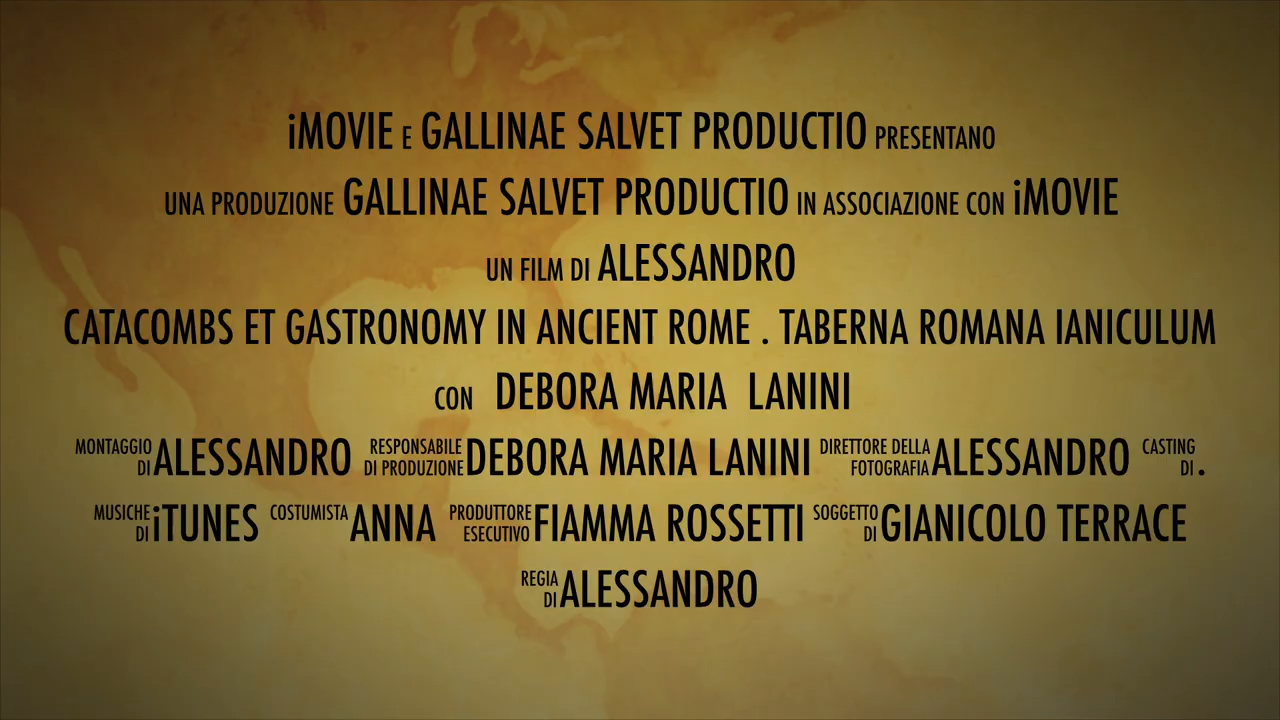 iMOVIE E GALLINAE SALVET PRODUCTIO PRESENTANO
UNA PRODUZIONE GALLINAE SALVET PRODUCTIO IN ASSOCIAZIONE CON iMOVIE
UN FILM DI ALESSANDRO
CATACOMBS ET GASTRONOMY IN ANCIENT ROME . TABERNA ROMANA IANICULUM
CON DEBORA MARIA LANINI
MONTAGGIO DI ALESSANDRO RESPONSABILE DI PRODUZIONE DEBORA MARIA LANINI DIRETTORE DELLA FOTOGRAFIA ALESSANDRO CASTING DI .
MUSICHE DI iTUNES COSTUMISTA ANNA PRODUTTORE ESECUTIVO FIAMMA ROSSETTI SOGGETTO DI GIANICOLO TERRACE
REGIA DI ALESSANDRO